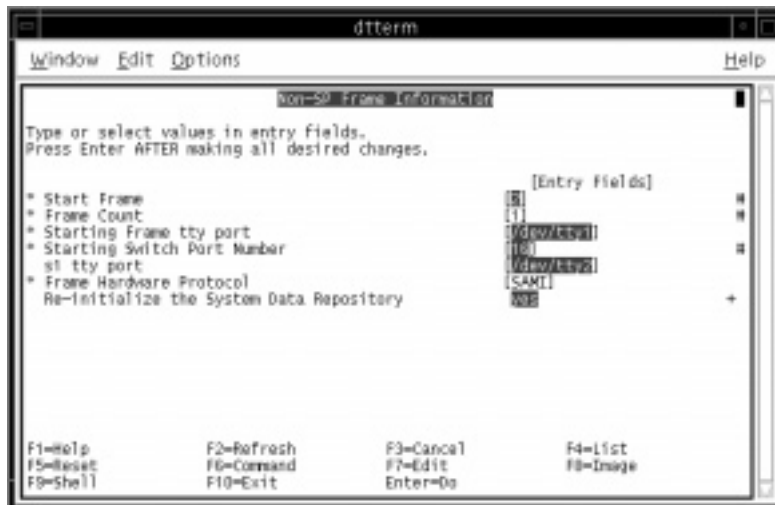 dtterm
Window Edit Options Help
Non-SP Frame Information
Type or select values in entry fields.
Press Enter AFTER making all desired changes.
[Entry Fields]
* Start Frame [2] #
* Frame Count [1] #
* Starting Frame tty port [/dev/tty1]
* Starting Switch Port Number [10] #
s1 tty port [/dev/tty2]
* Frame Hardware Protocol [SAMI]
Re-initialize the System Data Repository yes +
F1=Help F2=Refresh F3=Cancel F4=List
F5=Reset F6=Command F7=Edit F8=Image
F9=Shell F10=Exit Enter=Do